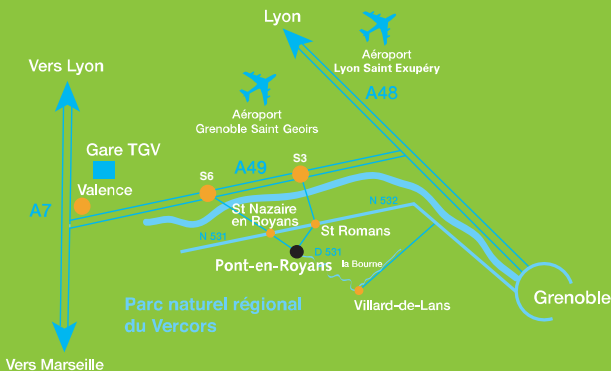 Lyon
Aéroport
Lyon Saint Exupéry
Vers Lyon
A48
Aéroport
Grenoble Saint Geoirs
Gare TGV
S6
A49
S3
Valence
A7
St Nazaire
en Royans
N 532
N 531
St Romans
D 531
Pont-en-Royans
la Bourne
Grenoble
Villard-de-Lans
Parc naturel régional
du Vercors
Vers Marseille